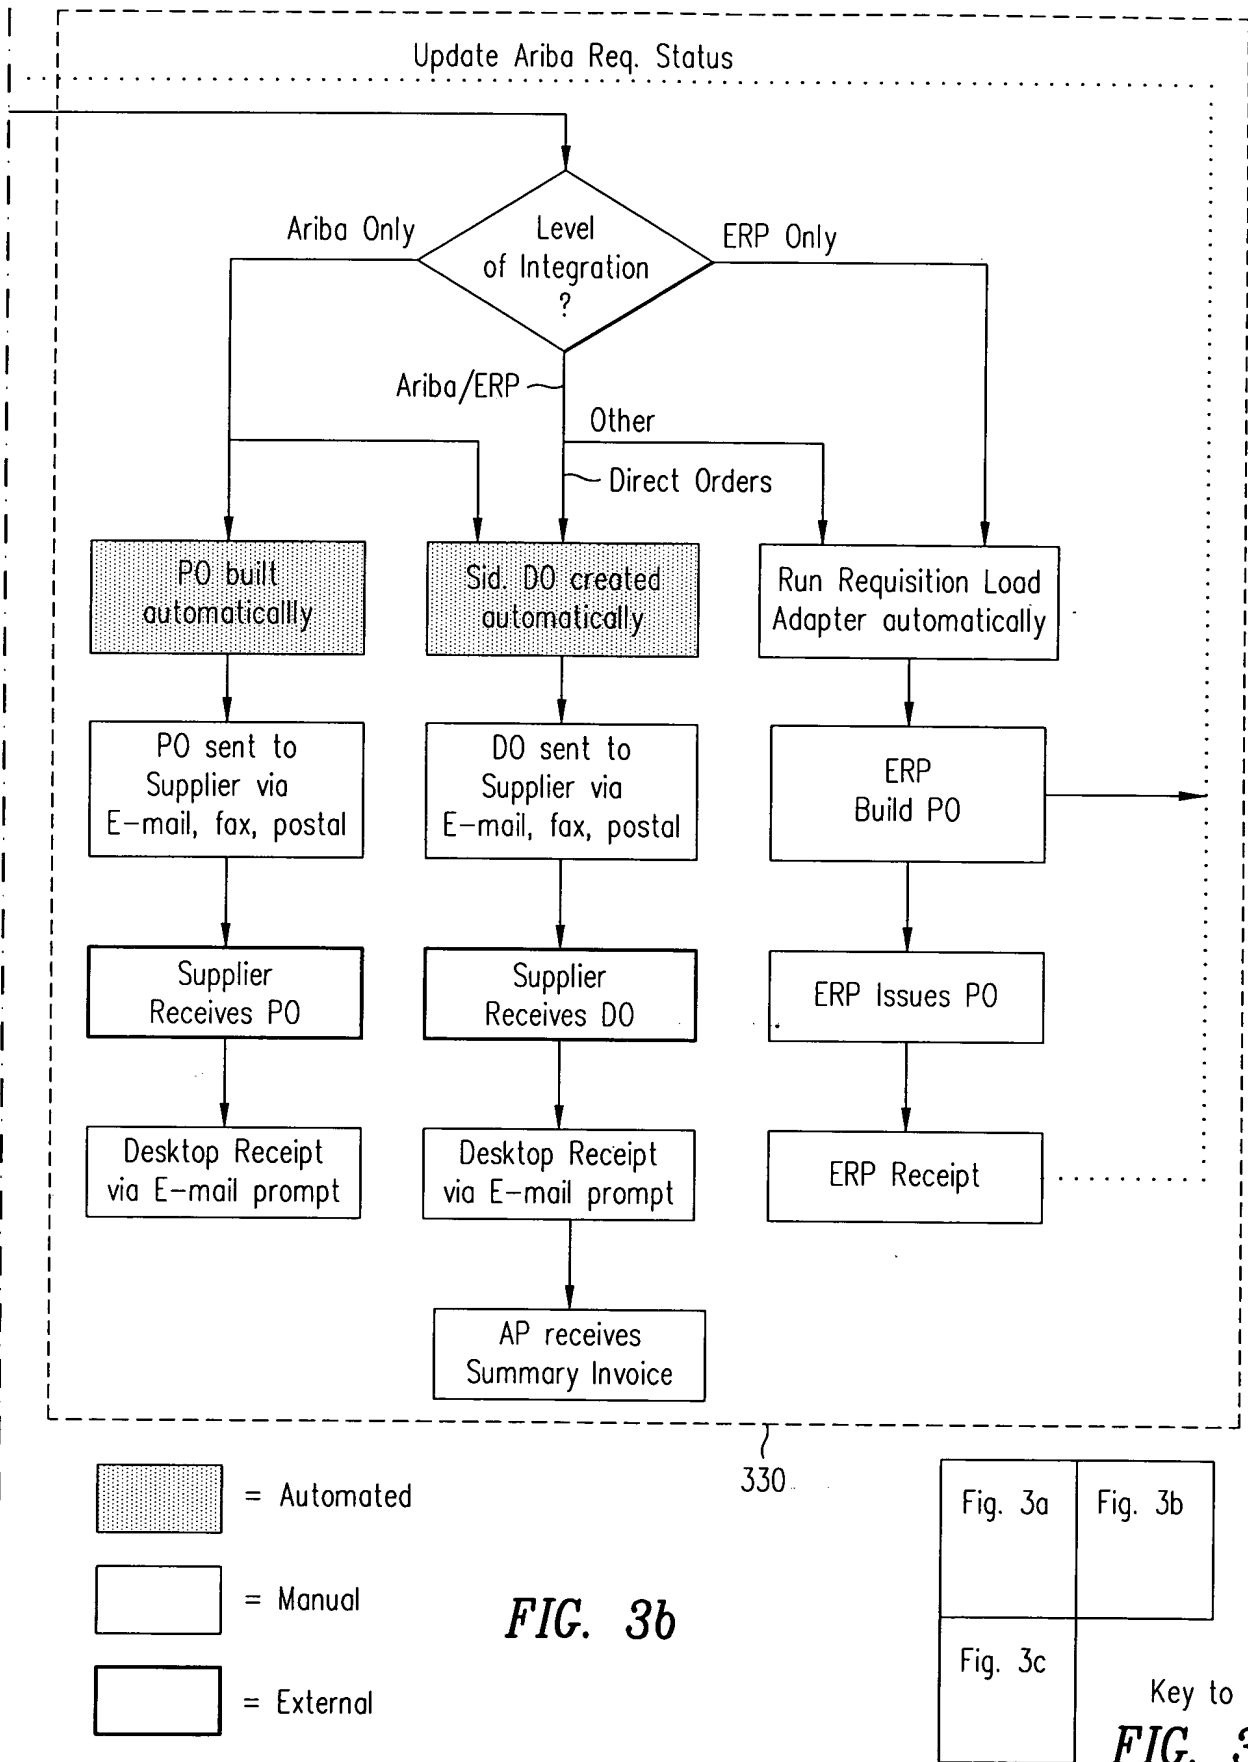 Update Ariba Req. Status
Level
of Integration
?
Ariba Only
ERP Only
Ariba/ERP
Other
Direct Orders
PO built
automaticallly
Sid. DO created
automatically
Run Requisition Load
Adapter automatically
PO sent to
Supplier via
E-mail, fax, postal
DO sent to
Supplier via
E-mail, fax, postal
ERP
Build PO
Supplier
Receives PO
Supplier
Receives DO
ERP Issues PO
Desktop Receipt
via E-mail prompt
Desktop Receipt
via E-mail prompt
ERP Receipt
AP receives
Summary Invoice
330
= Automated
= Manual
= External
FIG. 3b
Fig. 3a
Fig. 3b
Fig. 3c
Key to
FIG. 3